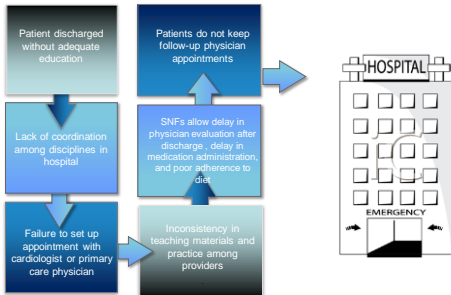 Patient discharged
without adequate
education
Lack of coordination
among disciplines in
hospital
Failure to set up
appointment with
cardiologist or primary
care physician
Inconsistency in
teaching materials and
practice among
providers
.
SNFs allow delay in
physician evaluation after
discharge , delay in
medication administration,
and poor adherence to
diet
Patients do not keep
follow-up physician
appointments
HOSPITAL
EMERGENCY